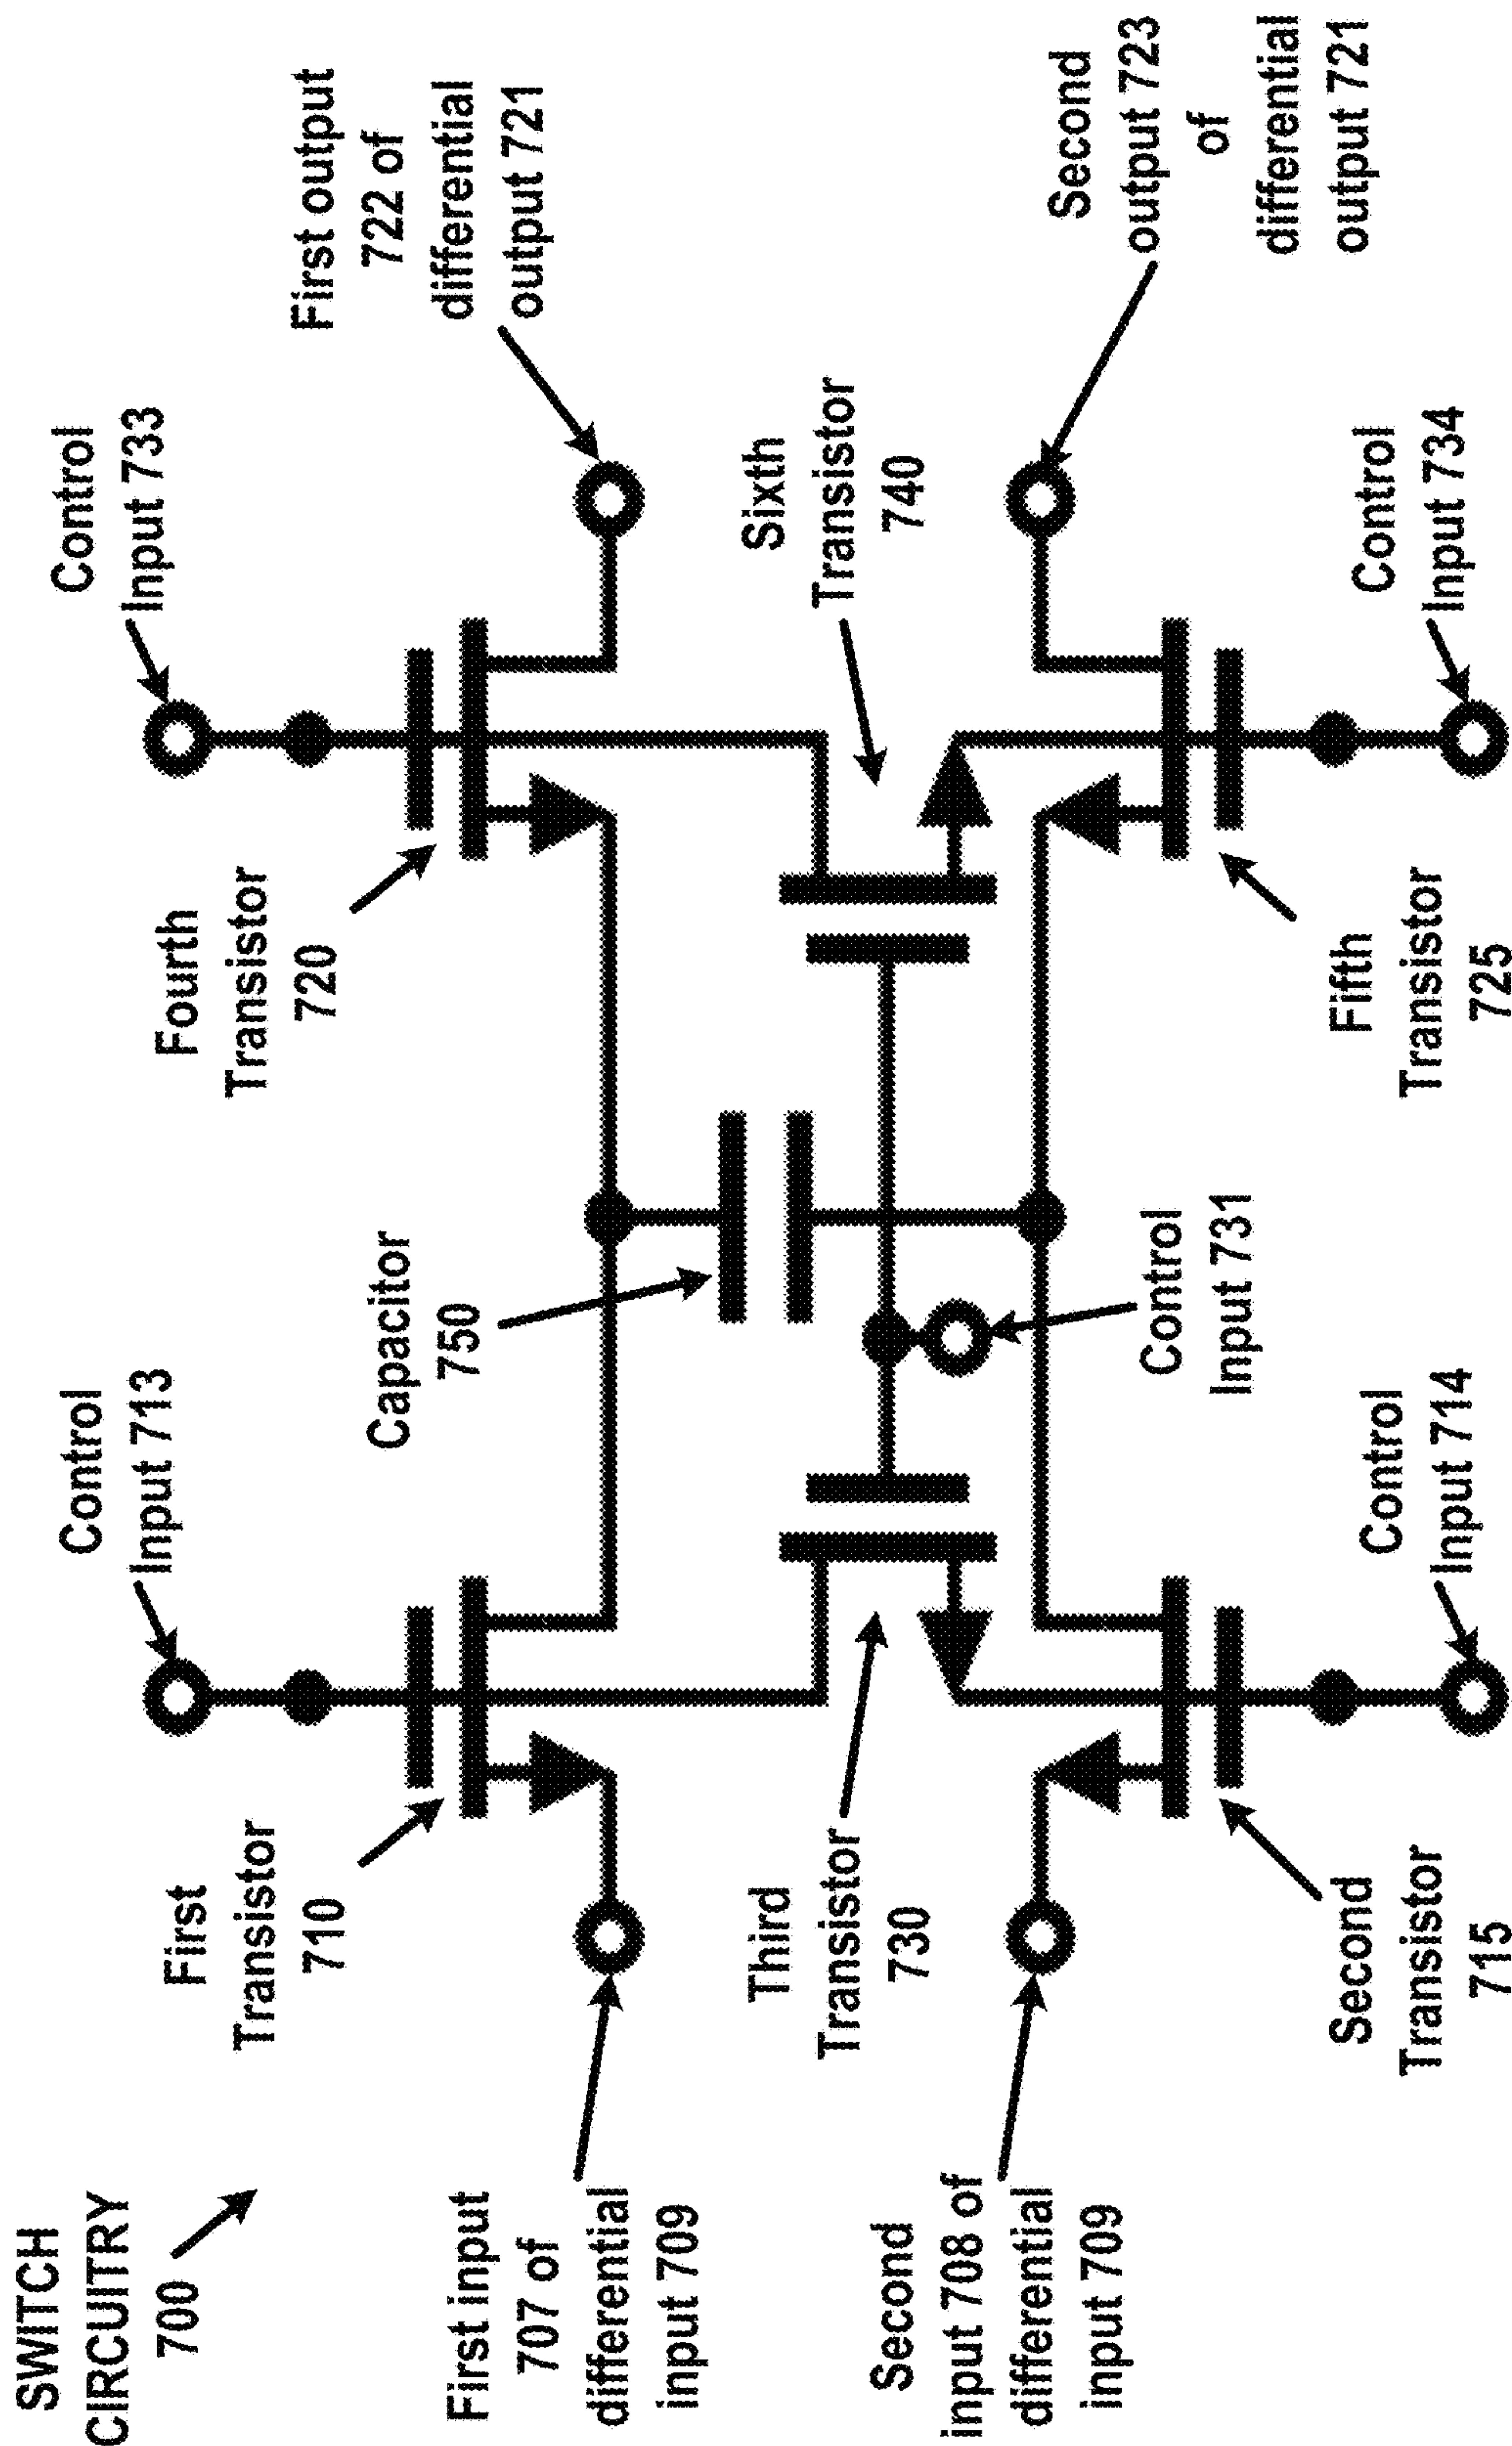 SWITCH
CIRCUITRY
700
Control
Input 713
Control
Input 733
First
Transistor
710
Fourth
Transistor
720
First output
722 of
differential
output 721
Capacitor
750
First input
707 of
differential
input 709
Third
Transistor
730
Sixth
Transistor
740
Second
input 708 of
differential
input 709
Control
Input 731
Second
output 723
of
differential
output 721
Second
Transistor
715
Control
Input 714
Fifth
Transistor
725
Control
Input 734